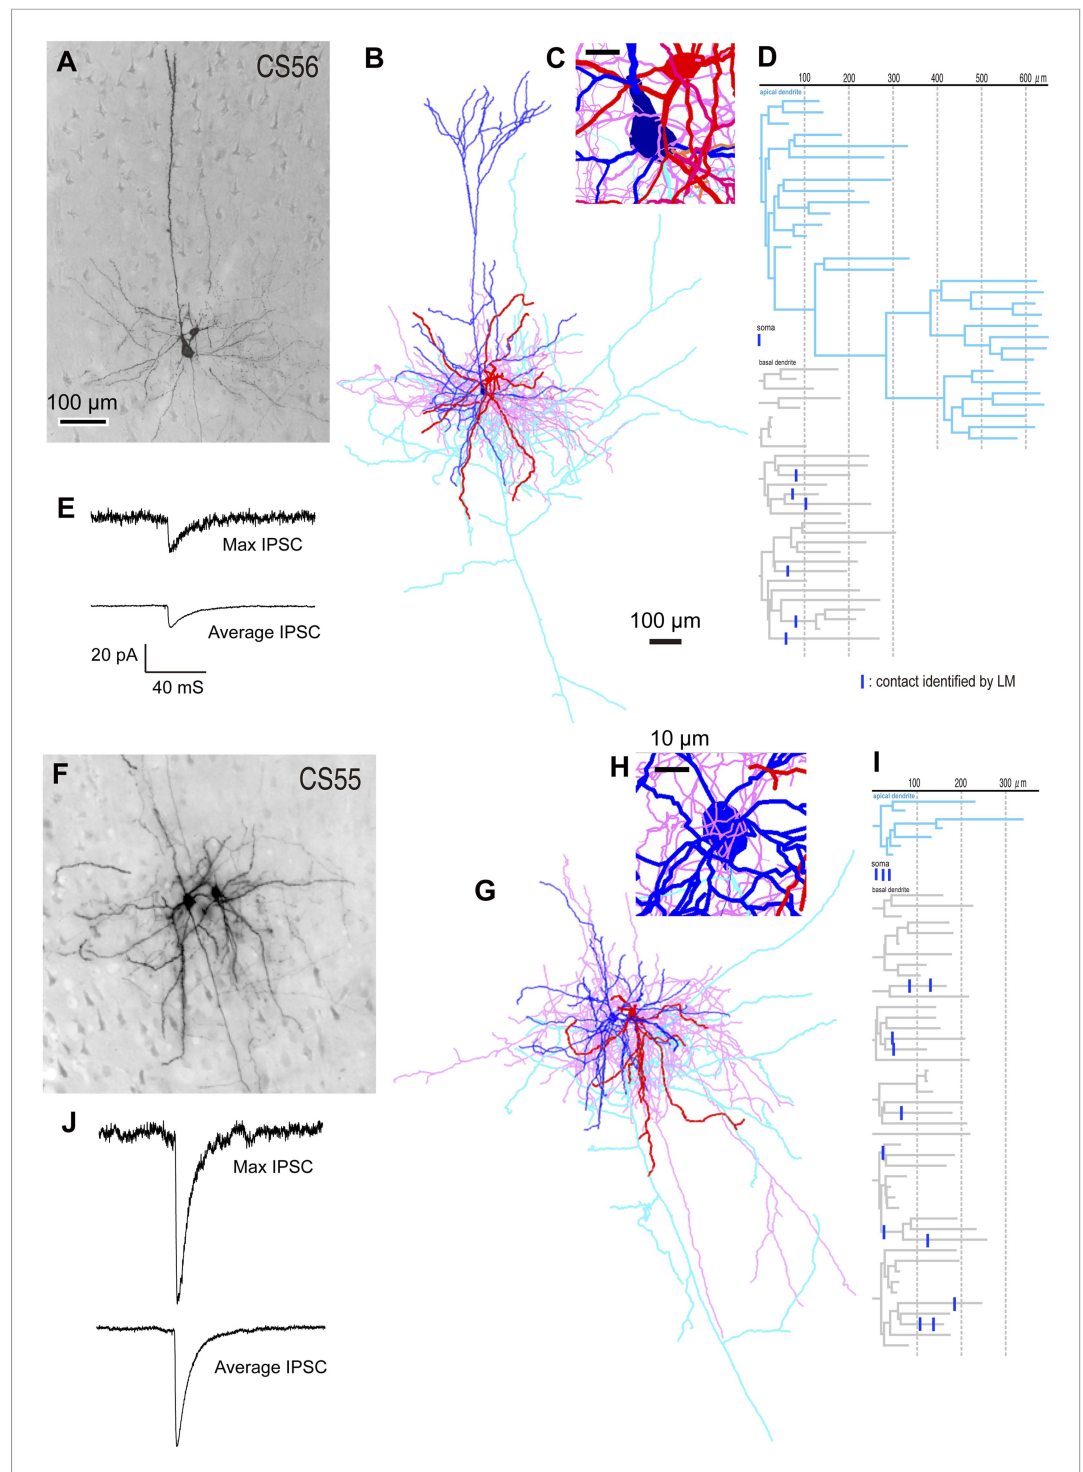 A
CS56
100 µm
B
C
D
100 200 300 400 500 600 µm
apical dendrite
soma
basal dendrite
E
Max IPSC
Average IPSC
20 pA
40 mS
100 µm
: contact identified by LM
F
CS55
G
10 µm
H
I
100 200 300 µm
apical dendrite
soma
basal dendrite
J
Max IPSC
Average IPSC